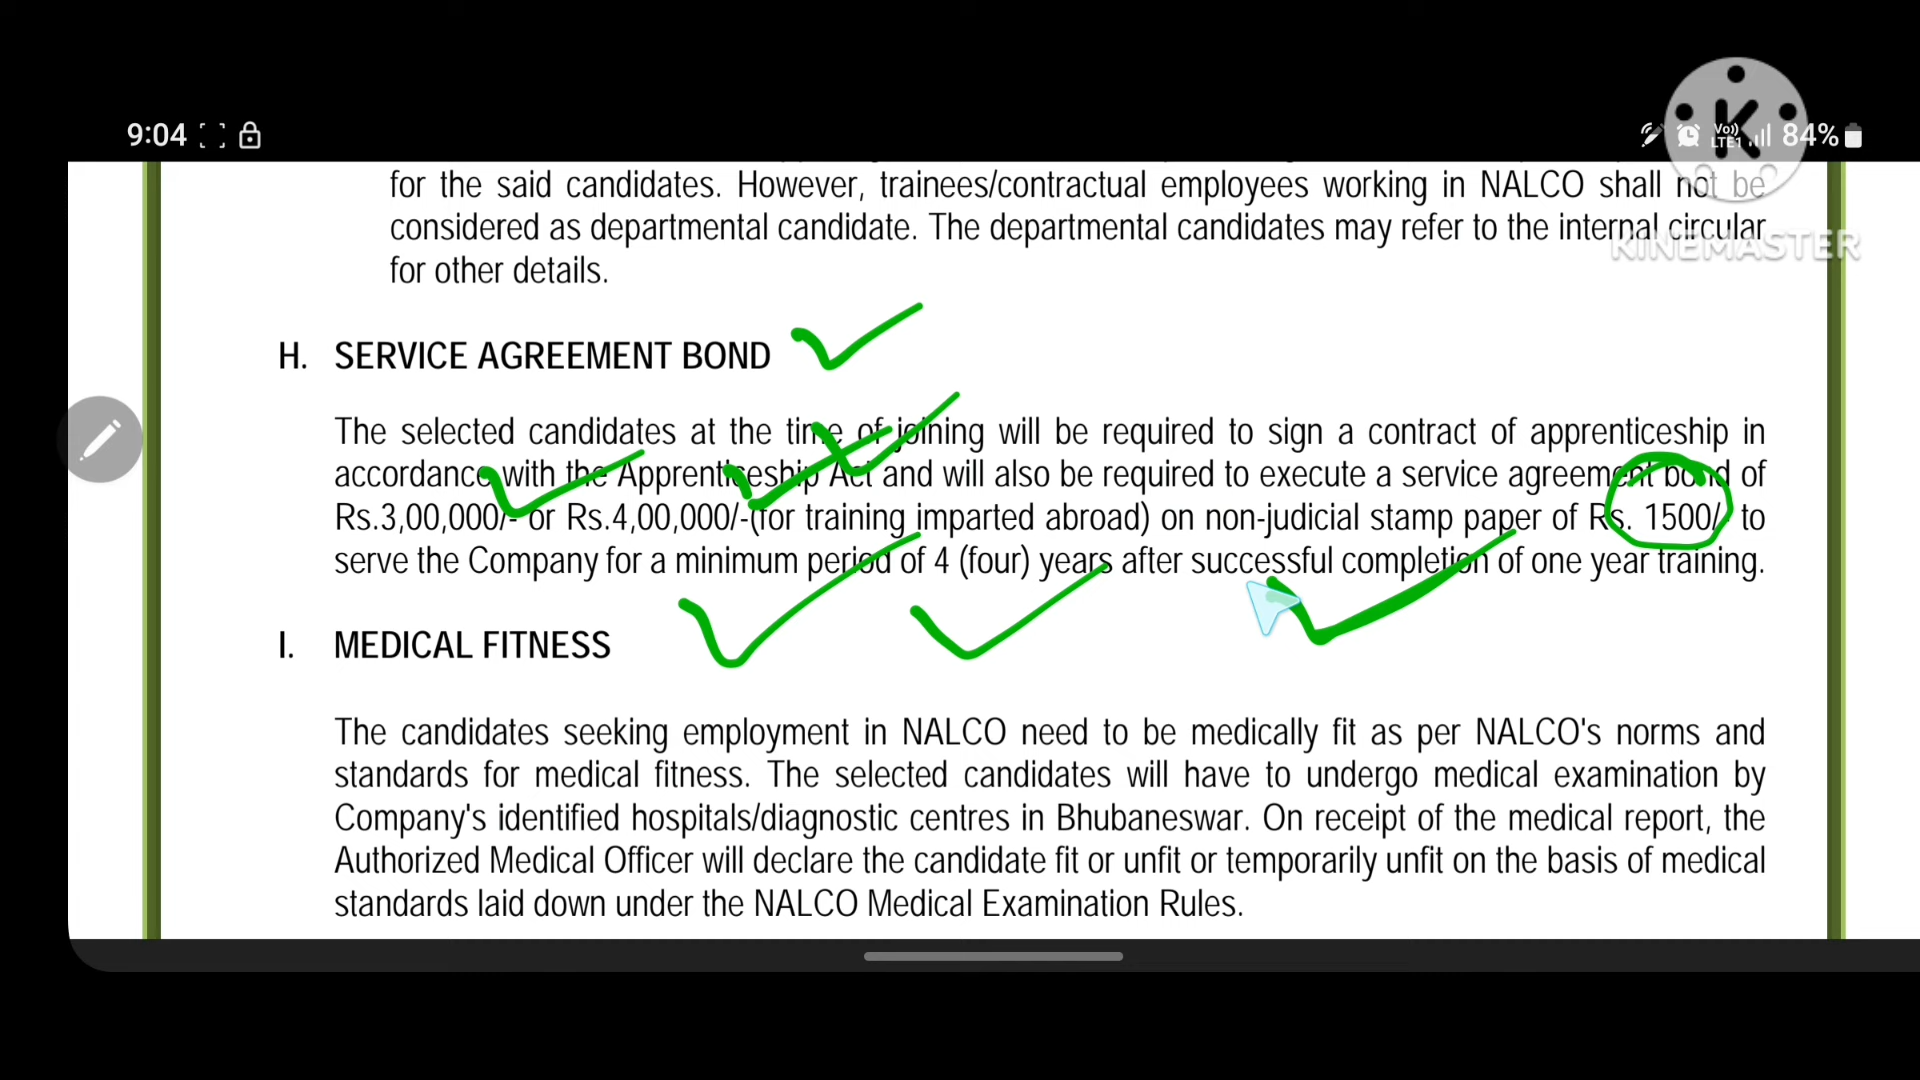 9:04
Vo))
LTE1
84%
K
KINEMASTER
for the said candidates. However, trainees/contractual employees working in NALCO shall not be
considered as departmental candidate. The departmental candidates may refer to the internal circular
for other details.
H. SERVICE AGREEMENT BOND
The selected candidates at the time of joining will be required to sign a contract of apprenticeship in
accordance with the Apprenticeship Act and will also be required to execute a service agreement bond of
Rs.3,00,000/- or Rs.4,00,000/-(for training imparted abroad) on non-judicial stamp paper of Rs. 1500/- to
serve the Company for a minimum period of 4 (four) years after successful completion of one year training.
I. MEDICAL FITNESS
The candidates seeking employment in NALCO need to be medically fit as per NALCO's norms and
standards for medical fitness. The selected candidates will have to undergo medical examination by
Company's identified hospitals/diagnostic centres in Bhubaneswar. On receipt of the medical report, the
Authorized Medical Officer will declare the candidate fit or unfit or temporarily unfit on the basis of medical
standards laid down under the NALCO Medical Examination Rules.